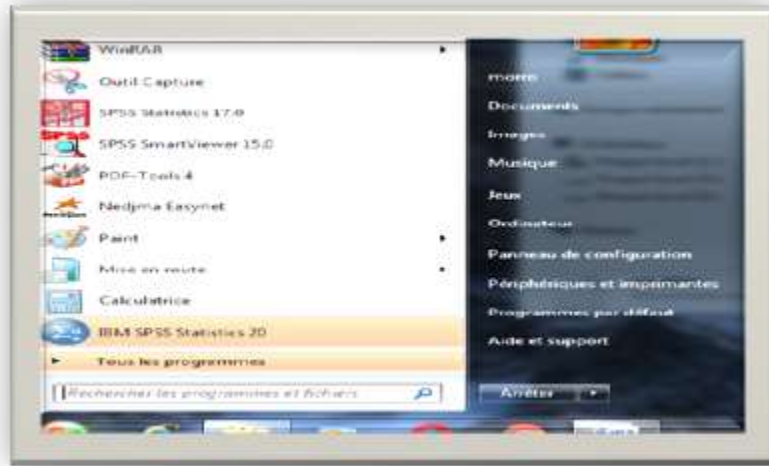 WinRAR
Outil Capture
SPSS Statistics 17.0
SPSS SmartViewer 15.0
PDF-Tools 4
Nedjma Easynet
Paint
Mise en route
Calculatrice
IBM SPSS Statistics 20
Tous les programmes
Rechercher les programmes et fichiers
momo
Documents
Images
Musique
Jeux
Ordinateur
Panneau de configuration
Périphériques et imprimantes
Programmes par défaut
Aide et support
Arrêter